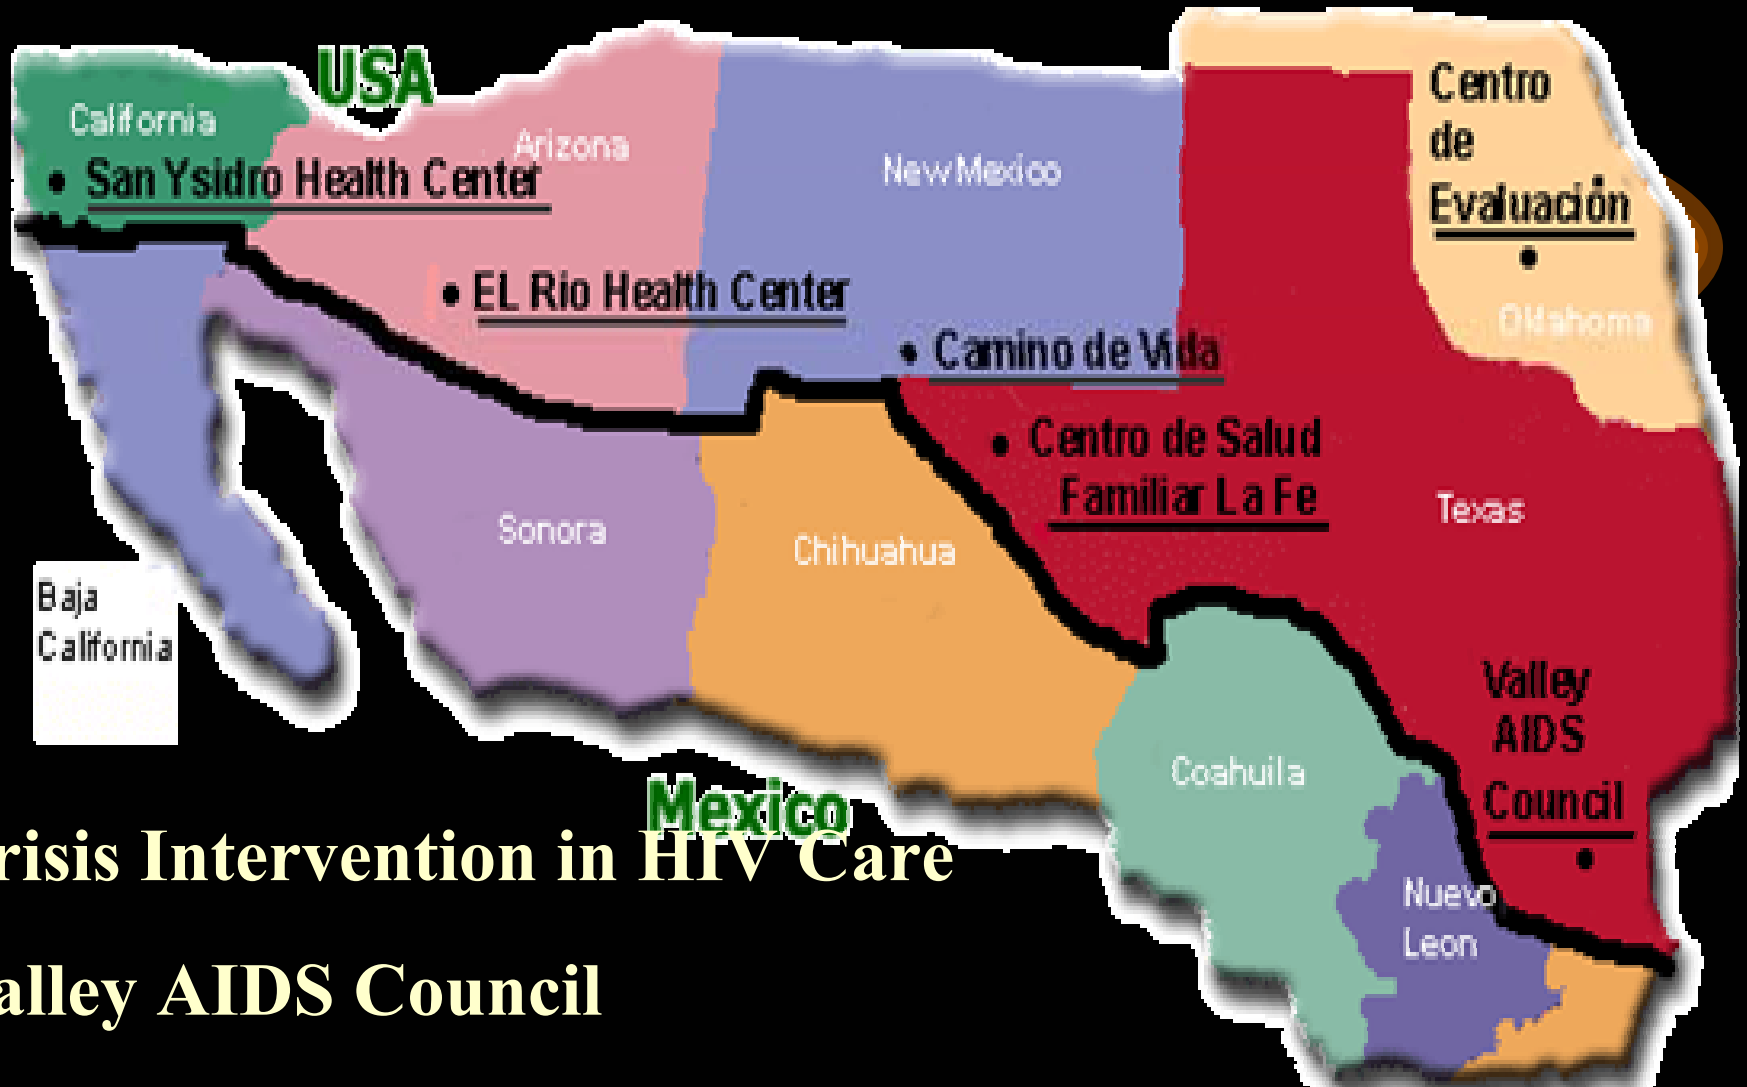 USA
California
Arizona
New Mexico
• San Ysidro Health Center
Centro
de
Evaluación
•
Oklahoma
• EL Rio Health Center
• Camino de Vida
• Centro de Salud
Familiar La Fe
Texas
Sonora
Chihuahua
Baja
California
Valley
AIDS
Council
•
Coahuila
Mexico
Nuevo
Leon
risis Intervention in HIV Care
alley AIDS Council